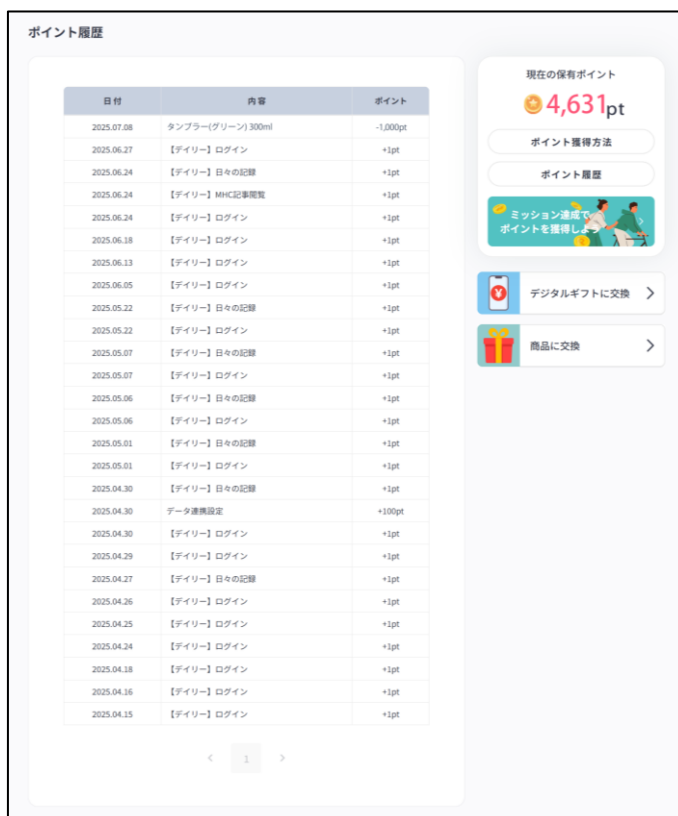 ポイント履歴
日付 内容 ポイント
2025.07.08 タンブラー(グリーン) 300ml -1,000pt
2025.06.27 【デイリー】ログイン +1pt
2025.06.24 【デイリー】日々の記録 +1pt
2025.06.24 【デイリー】MHC記事閲覧 +1pt
2025.06.24 【デイリー】ログイン +1pt
2025.06.18 【デイリー】ログイン +1pt
2025.06.13 【デイリー】ログイン +1pt
2025.06.05 【デイリー】ログイン +1pt
2025.05.22 【デイリー】日々の記録 +1pt
2025.05.22 【デイリー】ログイン +1pt
2025.05.07 【デイリー】日々の記録 +1pt
2025.05.07 【デイリー】ログイン +1pt
2025.05.06 【デイリー】日々の記録 +1pt
2025.05.06 【デイリー】ログイン +1pt
2025.05.01 【デイリー】日々の記録 +1pt
2025.05.01 【デイリー】ログイン +1pt
2025.04.30 【デイリー】日々の記録 +1pt
2025.04.30 データ連携設定 +100pt
2025.04.30 【デイリー】ログイン +1pt
2025.04.29 【デイリー】ログイン +1pt
2025.04.27 【デイリー】日々の記録 +1pt
2025.04.26 【デイリー】ログイン +1pt
2025.04.25 【デイリー】ログイン +1pt
2025.04.24 【デイリー】ログイン +1pt
2025.04.18 【デイリー】ログイン +1pt
2025.04.16 【デイリー】ログイン +1pt
2025.04.15 【デイリー】ログイン +1pt
< 1 >
現在の保有ポイント
4,631pt
ポイント獲得方法
ポイント履歴
ミッション達成で
ポイントを獲得しよう
¥ デジタルギフトに交換
商品に交換